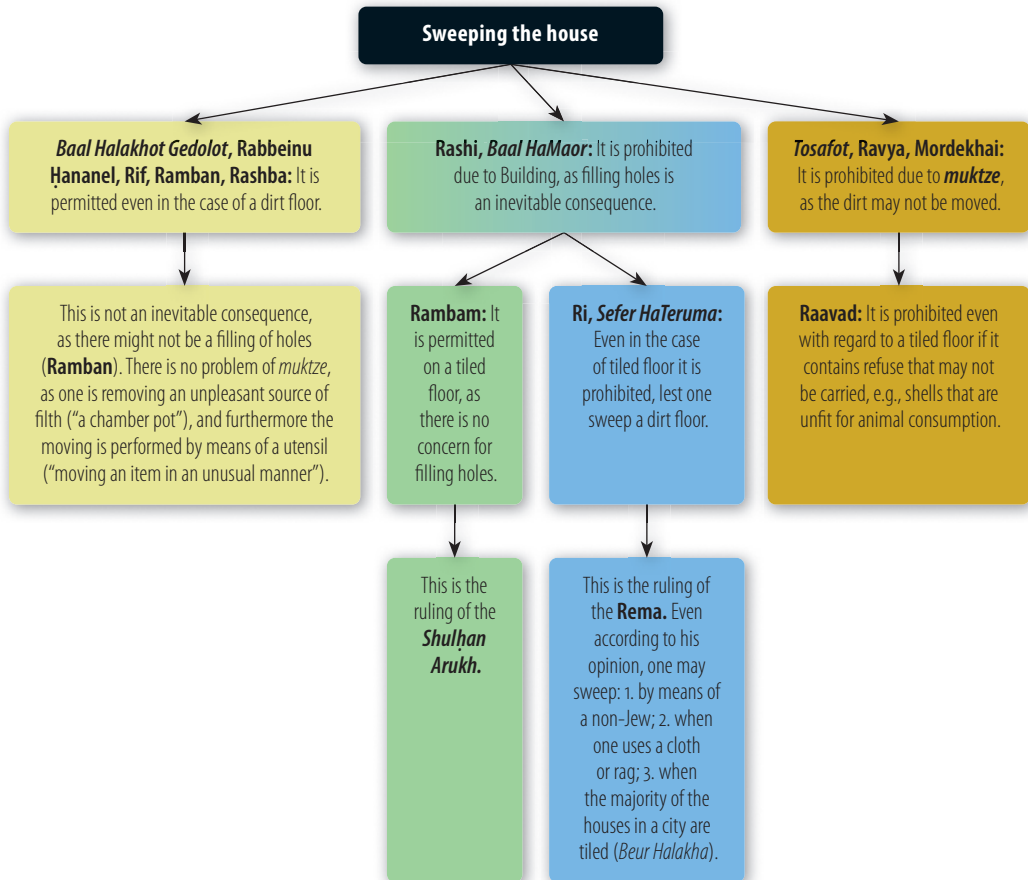 Sweeping the house
Baal Halakhot Gedolot, Rabbeinu
Ḥananel, Rif, Ramban, Rashba: It is
permitted even in the case of a dirt floor.
Rashi, Baal HaMaor: It is prohibited
due to Building, as filling holes is
an inevitable consequence.
Tosafot, Ravya, Mordekhai:
It is prohibited due to muktze,
as the dirt may not be moved.
This is not an inevitable consequence,
as there might not be a filling of holes
(Ramban). There is no problem of muktze,
as one is removing an unpleasant source of
filth (“a chamber pot”), and furthermore the
moving is performed by means of a utensil
(“moving an item in an unusual manner”).
Rambam: It
is permitted
on a tiled
floor, as
there is no
concern for
filling holes.
Ri, Sefer HaTeruma:
Even in the case
of tiled floor it is
prohibited, lest one
sweep a dirt floor.
Raavad: It is prohibited even
with regard to a tiled floor if it
contains refuse that may not
be carried, e.g., shells that are
unfit for animal consumption.
This is the
ruling of the
Shulḥan
Arukh.
This is the ruling of
the Rema. Even
according to his
opinion, one may
sweep: 1. by means of
a non-Jew; 2. when
one uses a cloth
or rag; 3. when
the majority of the
houses in a city are
tiled (Beur Halakha).